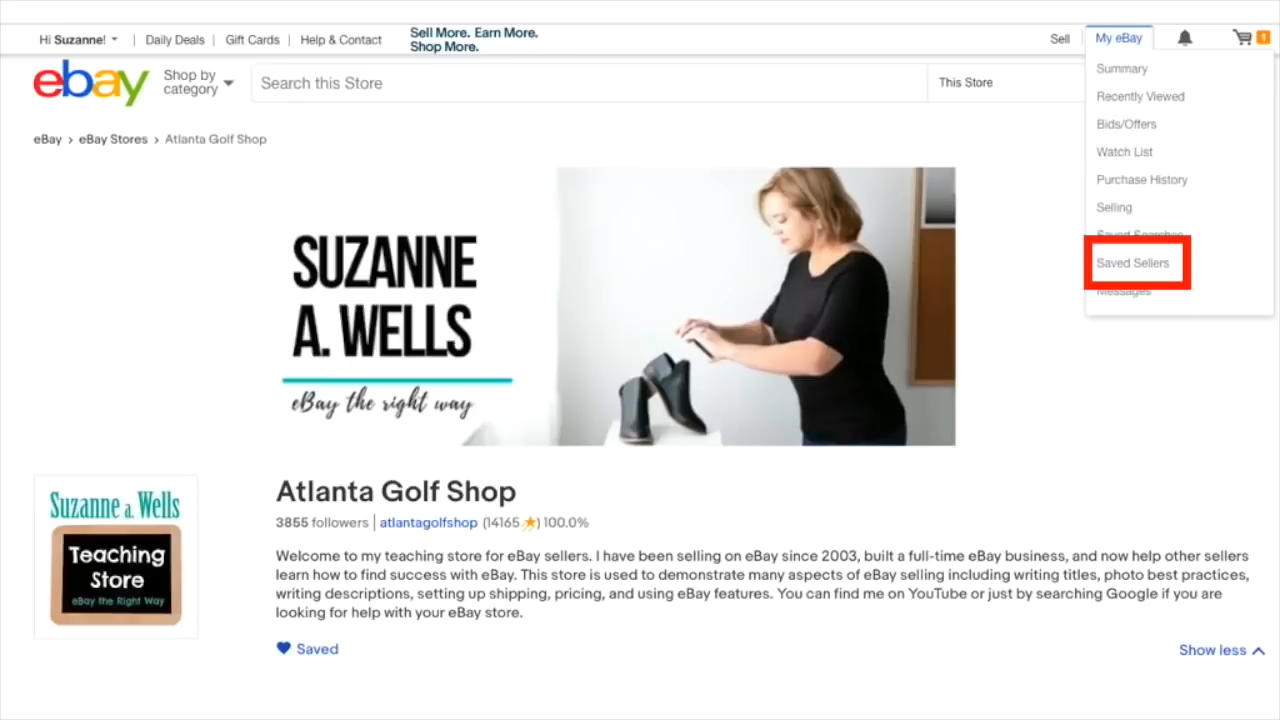 Hi Suzanne!
Daily Deals
Gift Cards
Help & Contact
Sell More. Earn More.
Shop More.
Sell
My eBay
1
ebay
Shop by
category
Search this Store
This Store
Summary
Recently Viewed
Bids/Offers
Watch List
Purchase History
Selling
Saved Searches
Saved Sellers
Messages
eBay > eBay Stores > Atlanta Golf Shop
SUZANNE
A. WELLS
eBay the right way
Suzanne a. Wells
Teaching
Store
eBay the Right Way
Atlanta Golf Shop
3855 followers | atlantagolfshop (14165) 100.0%
Welcome to my teaching store for eBay sellers. I have been selling on eBay since 2003, built a full-time eBay business, and now help other sellers
learn how to find success with eBay. This store is used to demonstrate many aspects of eBay selling including writing titles, photo best practices,
writing descriptions, setting up shipping, pricing, and using eBay features. You can find me on YouTube or just by searching Google if you are
looking for help with your eBay store.
Saved
Show less